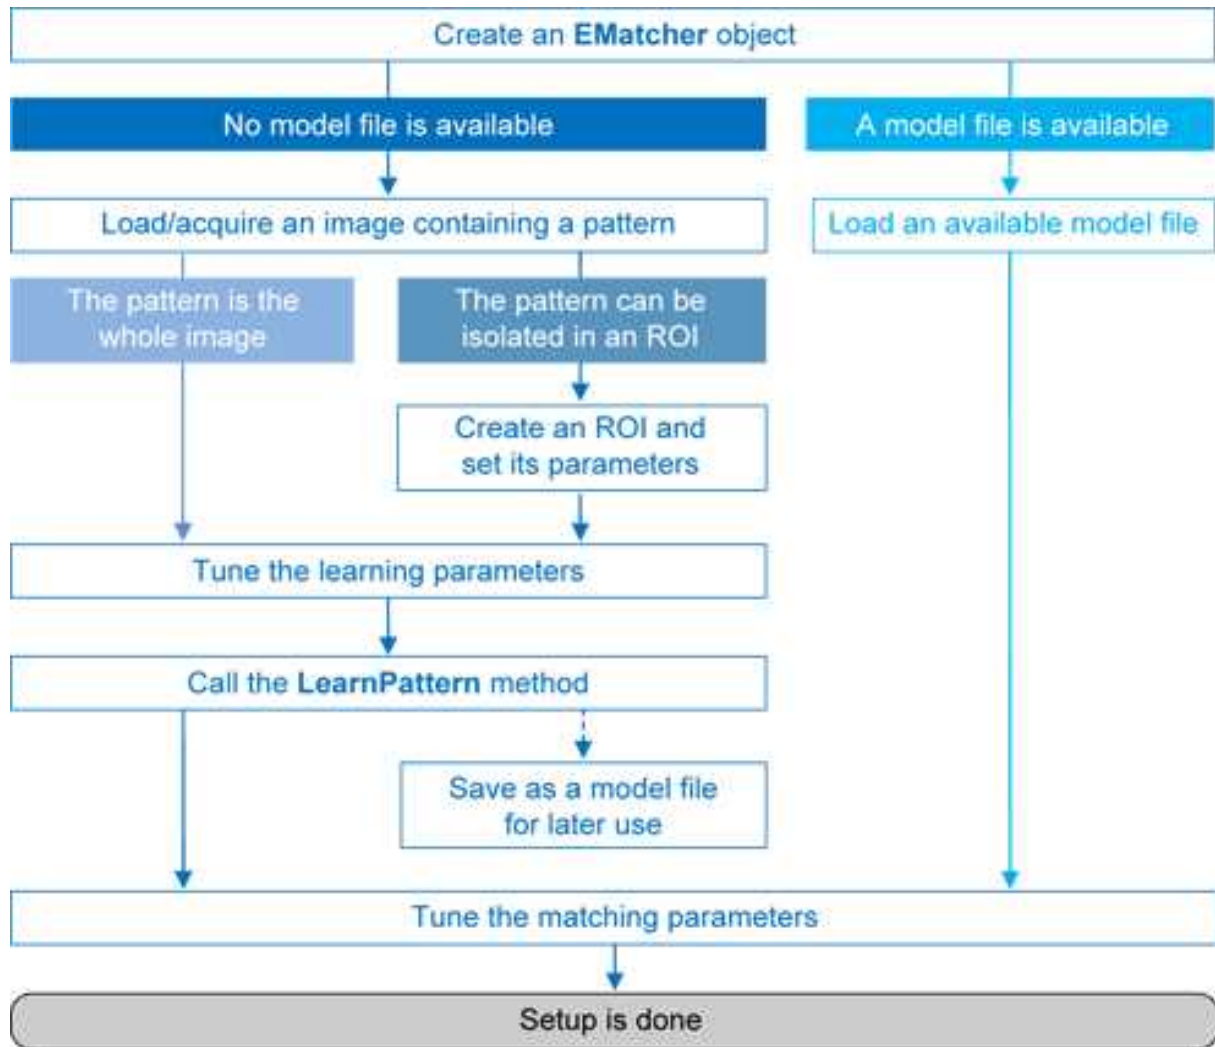 Create an EMatcher object
No model file is available
A model file is available
Load/acquire an image containing a pattern
Load an available model file
The pattern is the
whole image
The pattern can be
isolated in an ROI
Create an ROI and
set its parameters
Tune the learning parameters
Call the LearnPattern method
Save as a model file
for later use
Tune the matching parameters
Setup is done